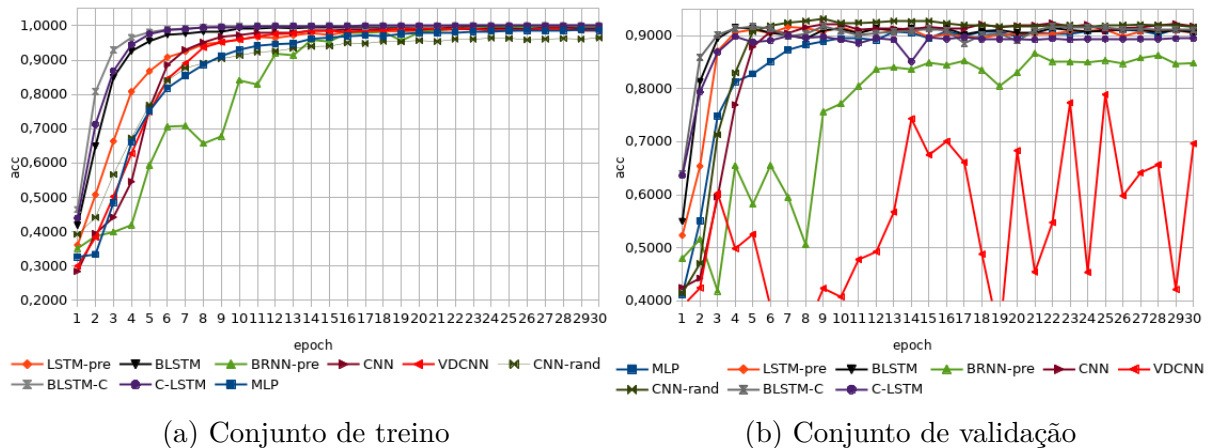 1,0000
0,9000
0,8000
0,7000
0,6000
0,5000
0,4000
0,3000
0,2000
acc
1 2 3 4 5 6 7 8 9 10 11 12 13 14 15 16 17 18 19 20 21 22 23 24 25 26 27 28 29 30
epoch
LSTM-pre BLSTM BRNN-pre CNN VDCNN CNN-rand
BLSTM-C C-LSTM MLP
(a) Conjunto de treino
0,9000
0,8000
0,7000
0,6000
0,5000
0,4000
acc
1 2 3 4 5 6 7 8 9 10 11 12 13 14 15 16 17 18 19 20 21 22 23 24 25 26 27 28 29 30
epoch
MLP LSTM-pre BLSTM BRNN-pre CNN VDCNN
CNN-rand BLSTM-C C-LSTM
(b) Conjunto de validação